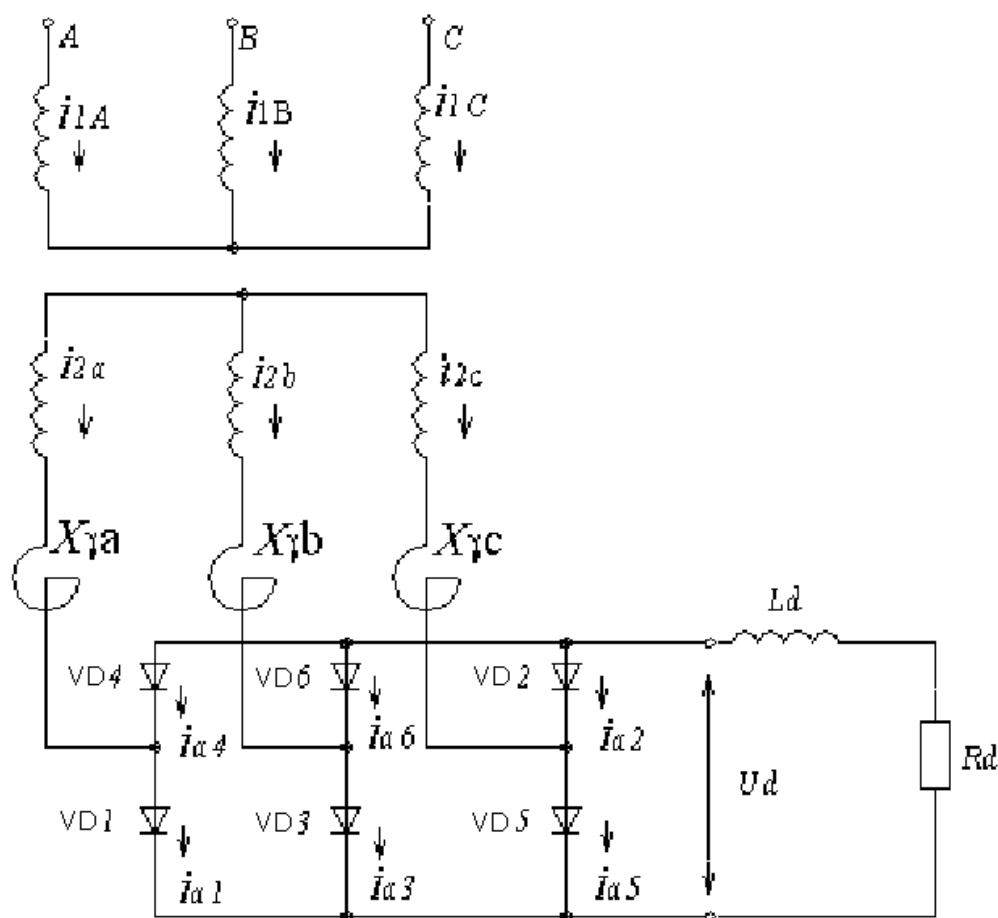 A B C
i1A i1B i1C
i2a i2b i2c
Xγa Xγb Xγc
Ld
VD4 VD6 VD2
ia4 ia6 ia2
Ud Rd
VD1 VD3 VD5
ia1 ia3 ia5